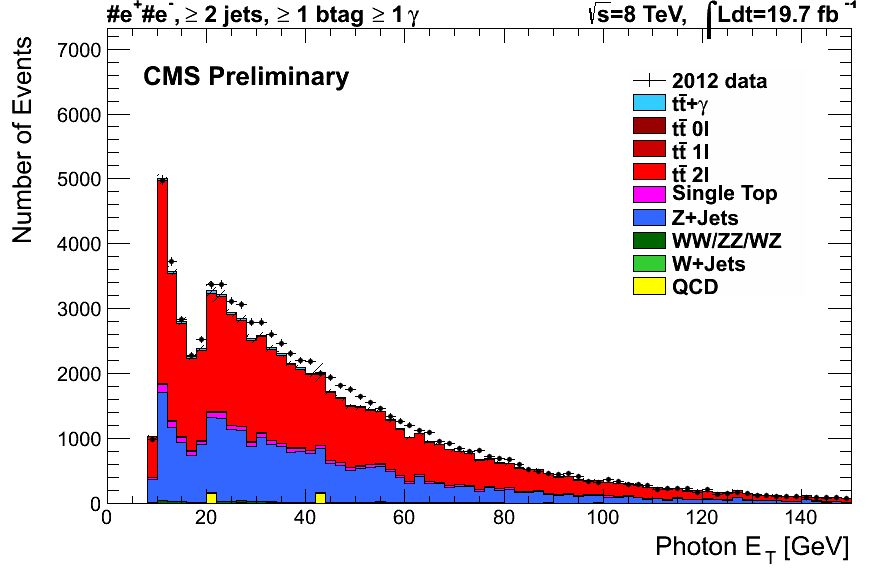 #e⁺#e⁻, ≥ 2 jets, ≥ 1 btag ≥ 1 γ
√s=8 TeV, ∫Ldt=19.7 fb⁻¹
CMS Preliminary
2012 data
tt̄+γ
tt̄ 0l
tt̄ 1l
tt̄ 2l
Single Top
Z+Jets
WW/ZZ/WZ
W+Jets
QCD
Number of Events
7000
6000
5000
4000
3000
2000
1000
0
0 20 40 60 80 100 120 140
Photon E_T [GeV]